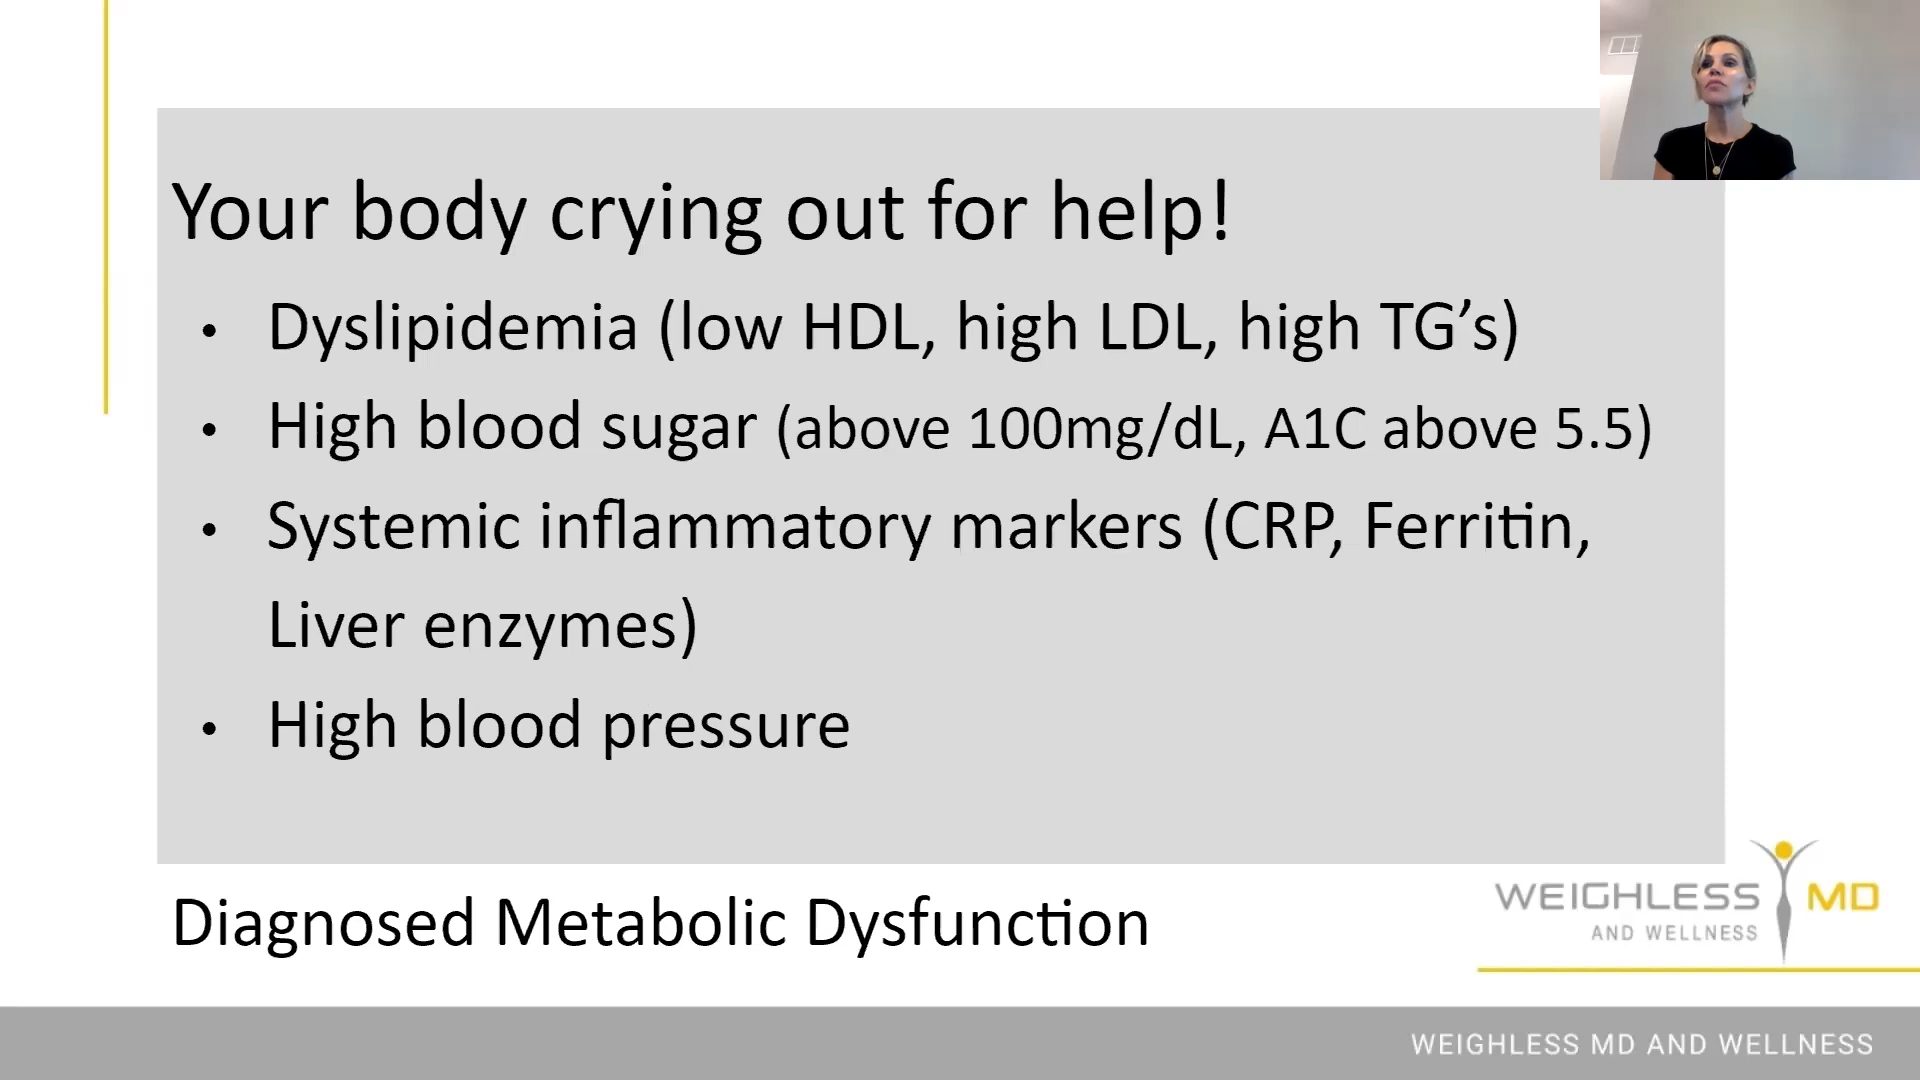 Your body crying out for help!
• Dyslipidemia (low HDL, high LDL, high TG’s)
• High blood sugar (above 100mg/dL, A1C above 5.5)
• Systemic inflammatory markers (CRP, Ferritin,
Liver enzymes)
• High blood pressure
Diagnosed Metabolic Dysfunction
WEIGHLESS MD
AND WELLNESS
WEIGHLESS MD AND WELLNESS